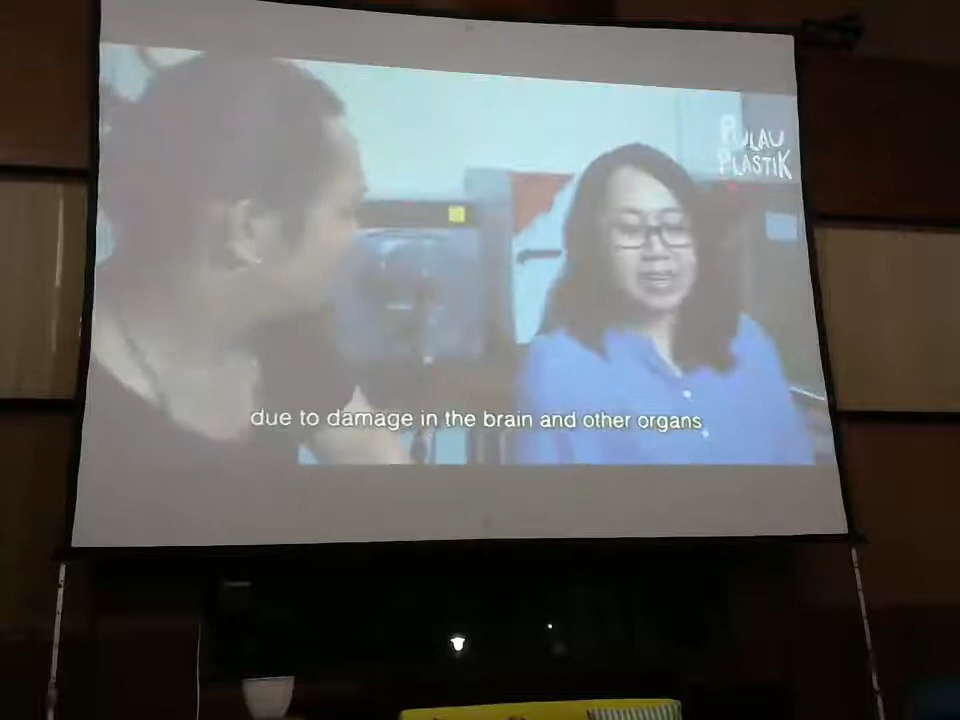 PULAU
PLASTIK
due to damage in the brain and other organs